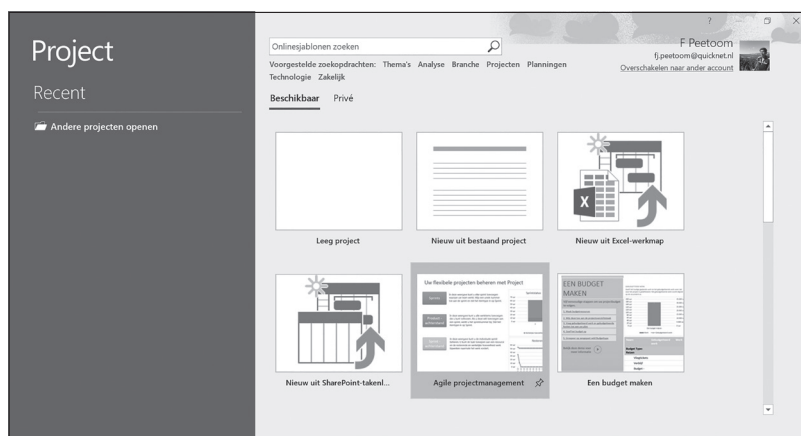 ?
Project
Recent
Andere projecten openen
Onlinesjablonen zoeken
Voorgestelde zoekopdrachten: Thema's Analyse Branche Projecten Planningen
Technologie Zakelijk
F Peetoom
fj.peetoom@quicknet.nl
Overschakelen naar ander account
Beschikbaar Privé
Leeg project
Nieuw uit bestaand project
X
Nieuw uit Excel-werkmap
Nieuw uit SharePoint-takenl...
Uw flexibele projecten beheren met Project
Agile projectmanagement
EEN BUDGET
MAKEN
Een budget maken